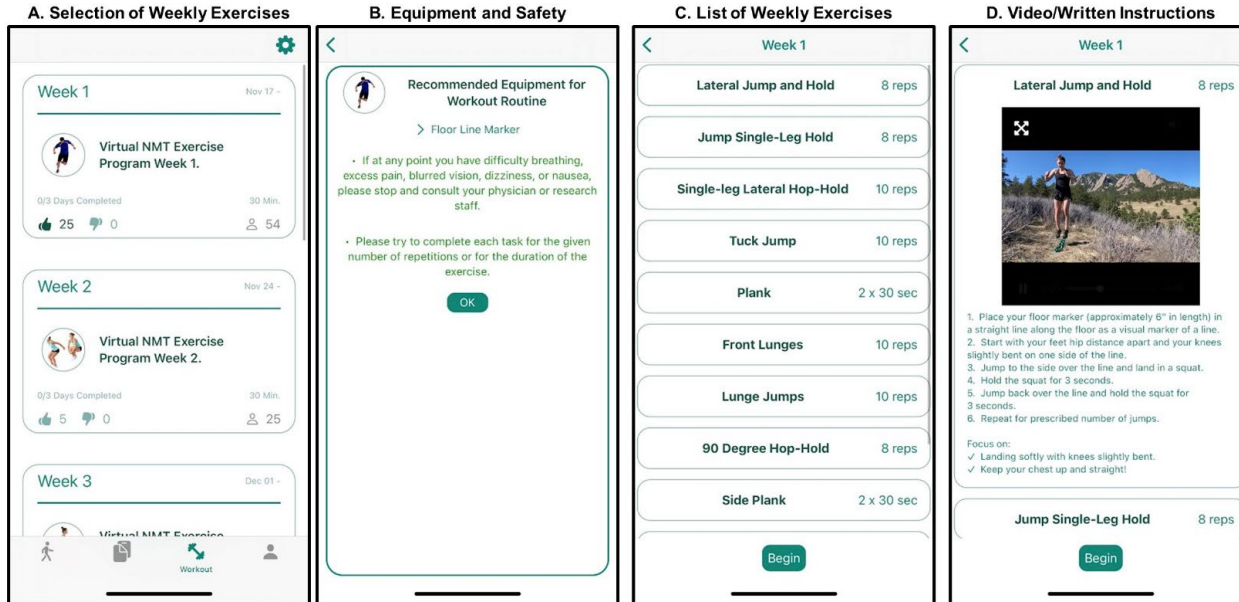 A. Selection of Weekly Exercises
Week 1
Nov 17 -
Virtual NMT Exercise
Program Week 1.
0/3 Days Completed
30 Min.
25
0
54
Week 2
Nov 24 -
Virtual NMT Exercise
Program Week 2.
0/3 Days Completed
30 Min.
5
0
25
Week 3
Dec 01 -
Virtual NMT Exercise
Workout
B. Equipment and Safety
Recommended Equipment for
Workout Routine
> Floor Line Marker
• If at any point you have difficulty breathing,
excess pain, blurred vision, dizziness, or nausea,
please stop and consult your physician or research
staff.
• Please try to complete each task for the given
number of repetitions or for the duration of the
exercise.
OK
C. List of Weekly Exercises
Week 1
Lateral Jump and Hold 8 reps
Jump Single-Leg Hold 8 reps
Single-leg Lateral Hop-Hold 10 reps
Tuck Jump 10 reps
Plank 2 x 30 sec
Front Lunges 10 reps
Lunge Jumps 10 reps
90 Degree Hop-Hold 8 reps
Side Plank 2 x 30 sec
Begin
D. Video/Written Instructions
Week 1
Lateral Jump and Hold 8 reps
1. Place your floor marker (approximately 6" in length) in
a straight line along the floor as a visual marker of a line.
2. Start with your feet hip distance apart and your knees
slightly bent on one side of the line.
3. Jump to the side over the line and land in a squat.
4. Hold the squat for 3 seconds.
5. Jump back over the line and hold the squat for
3 seconds.
6. Repeat for prescribed number of jumps.
Focus on:
✓ Landing softly with knees slightly bent.
✓ Keep your chest up and straight!
Jump Single-Leg Hold 8 reps
Begin